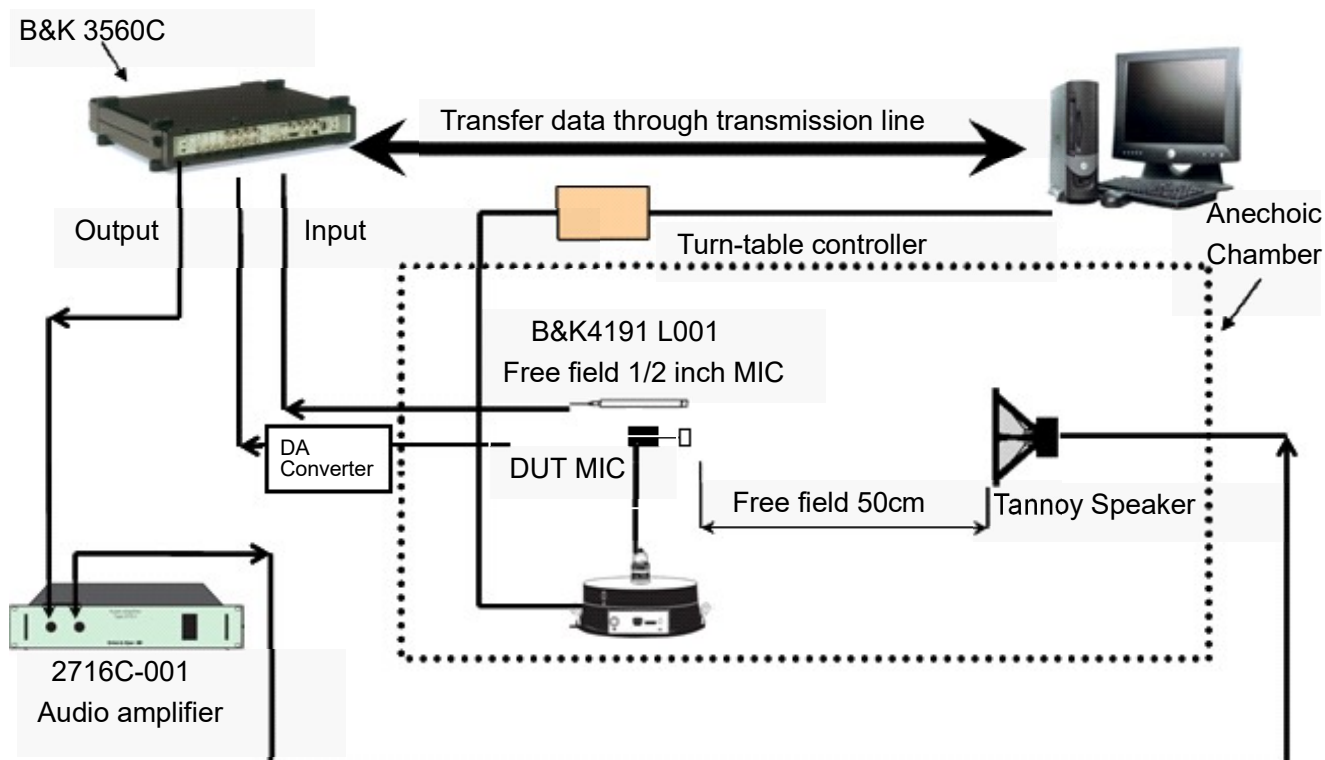 B&K 3560C
Transfer data through transmission line
Output
Input
Turn-table controller
Anechoic
Chamber
B&K4191 L001
Free field 1/2 inch MIC
DA
Converter
DUT MIC
Free field 50cm
Tannoy Speaker
2716C-001
Audio amplifier